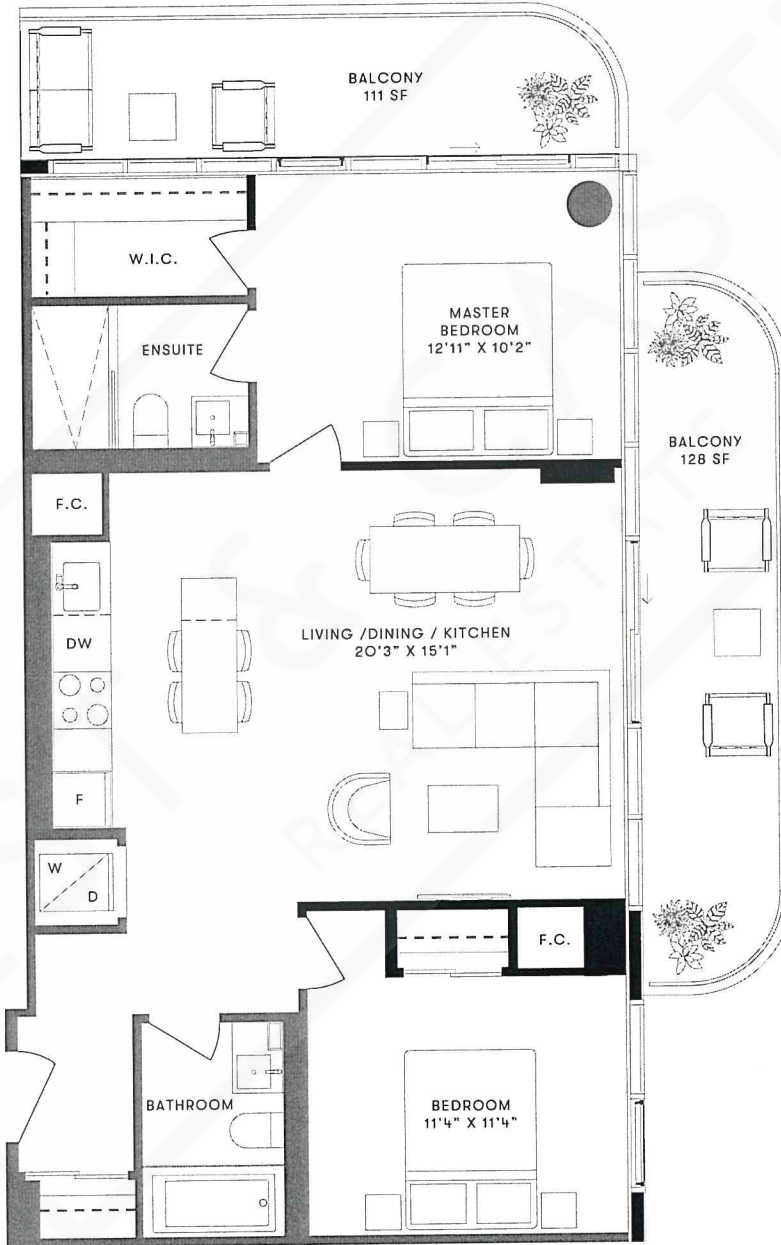 BALCONY
111 SF
W.I.C.
MASTER
BEDROOM
12'11" X 10'2"
ENSUITE
BALCONY
128 SF
F.C.
DW
LIVING /DINING / KITCHEN
20'3" X 15'1"
F
W
D
F.C.
BATHROOM
BEDROOM
11'4" X 11'4"